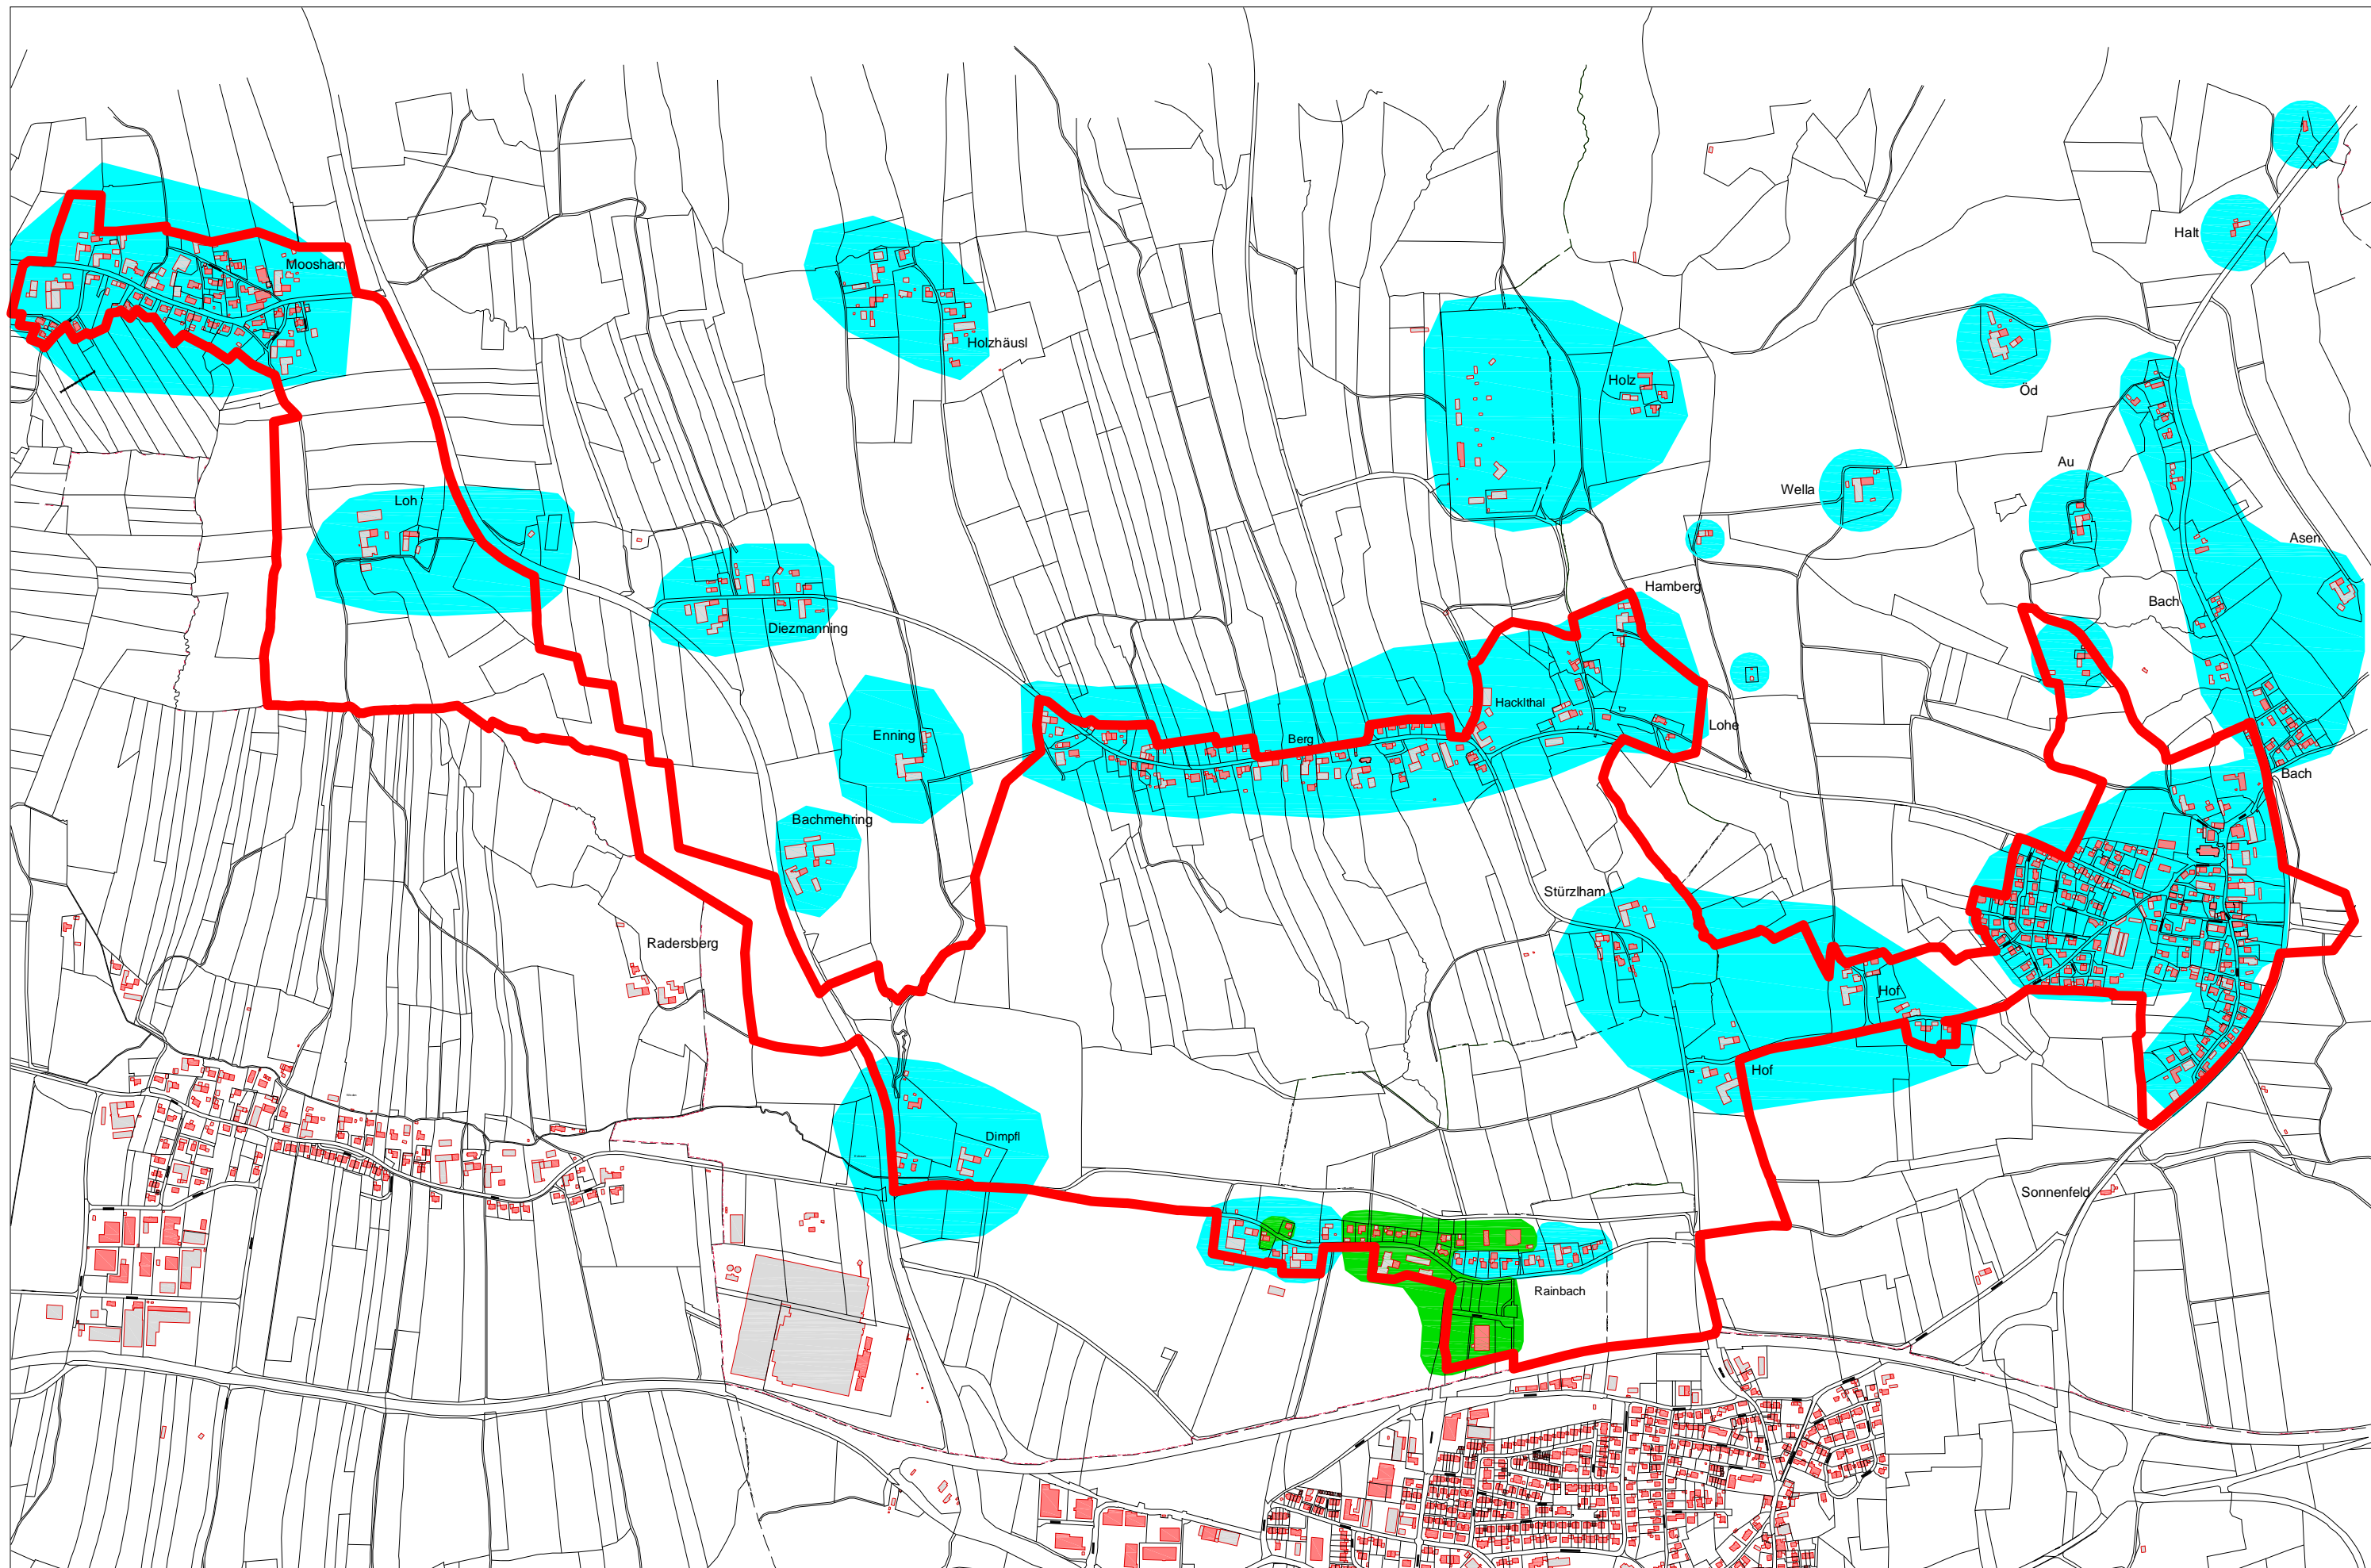 Halt
Moosham
Holzhäusl
Holz
Öd
Au
Loh
Wella
Asen
Hamberg
Bach
Diezmanning
Hacklthal
Lohe
Enning
Berg
Bach
Bachmehring
Stürzlham
Radersberg
Hof
Hof
Dimpfl
Sonnenfeld
Rainbach